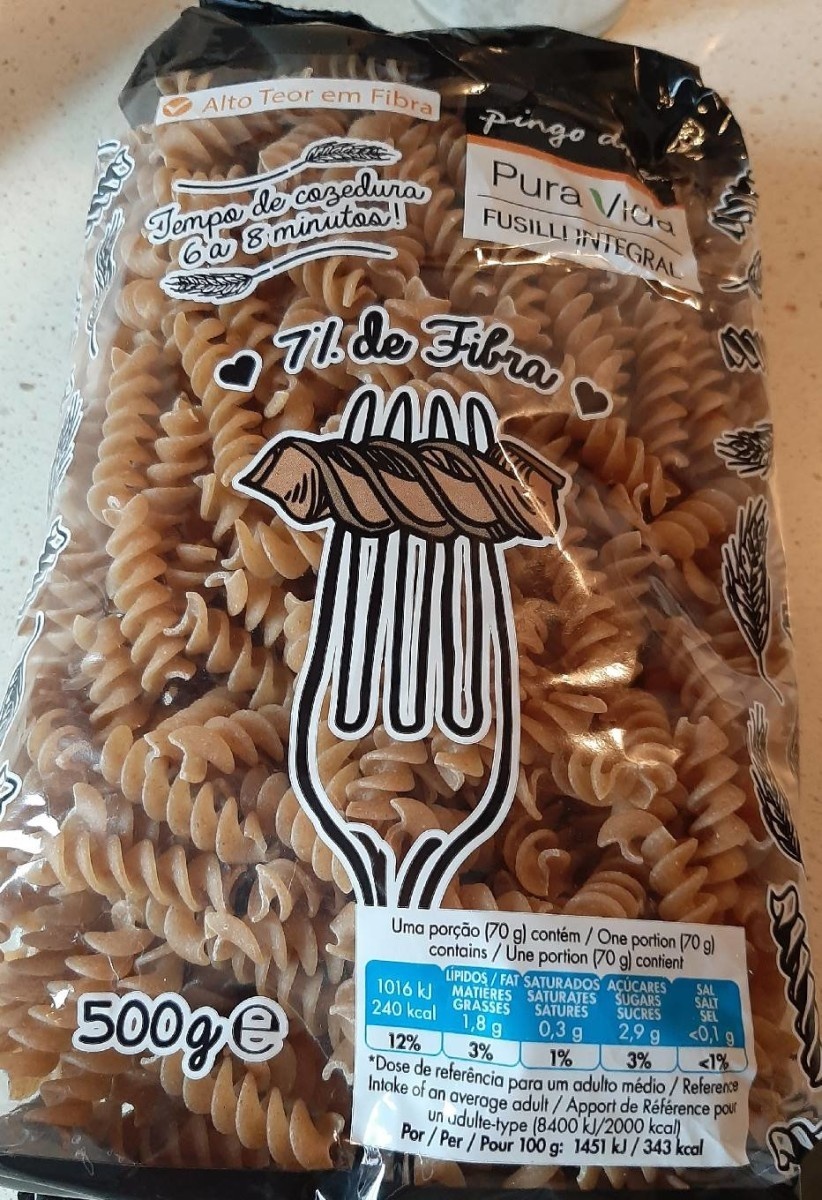 Alto Teor em Fibra
pingo
Pura Vida
FUSILLI INTEGRAL
Tempo de cozedura
6 a 8 minutos!
7% de Fibra
500g e
Uma porção (70 g) contém / One portion (70 g)
contains / Une portion (70 g) contient
1016 kJ
240 kcal
12%
LÍPIDOS / FAT
MATIÈRES
GRASSES
1,8 g
3%
SATURADOS
SATURATES
SATURÉS
0,3 g
1%
AÇÚCARES
SUGARS
SUCRES
2,9 g
3%
SAL
SALT
SEL
<0,1 g
<1%
*Dose de referência para um adulto médio / Reference
Intake of an average adult / Apport de Référence pour
un adulte-type (8400 kJ/2000 kcal)
Por / Per / Pour 100 g: 1451 kJ / 343 kcal